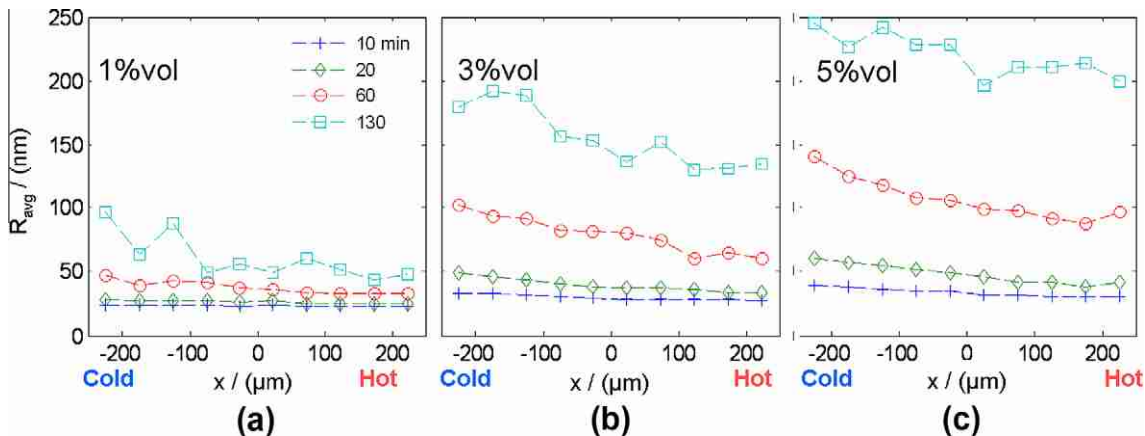 250
200
150
100
50
0
R_avg / (nm)
1%vol
10 min
20
60
130
-200 -100 0 100 200
Cold x / (μm) Hot
(a)
3%vol
-200 -100 0 100 200
x / (μm) Hot
(b)
5%vol
-200 -100 0 100 200
Cold x / (μm) Hot
(c)